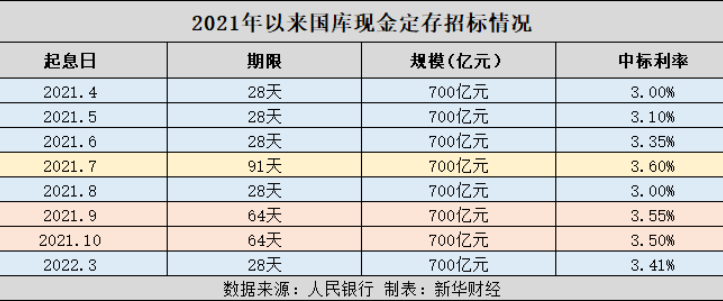 2021年以来国库现金定存招标情况
起息日 期限 规模(亿元) 中标利率
2021.4 28天 700亿元 3.00%
2021.5 28天 700亿元 3.10%
2021.6 28天 700亿元 3.35%
2021.7 91天 700亿元 3.60%
2021.8 28天 700亿元 3.00%
2021.9 64天 700亿元 3.55%
2021.10 64天 700亿元 3.50%
2022.3 28天 700亿元 3.41%
数据来源：人民银行 制表：新华财经